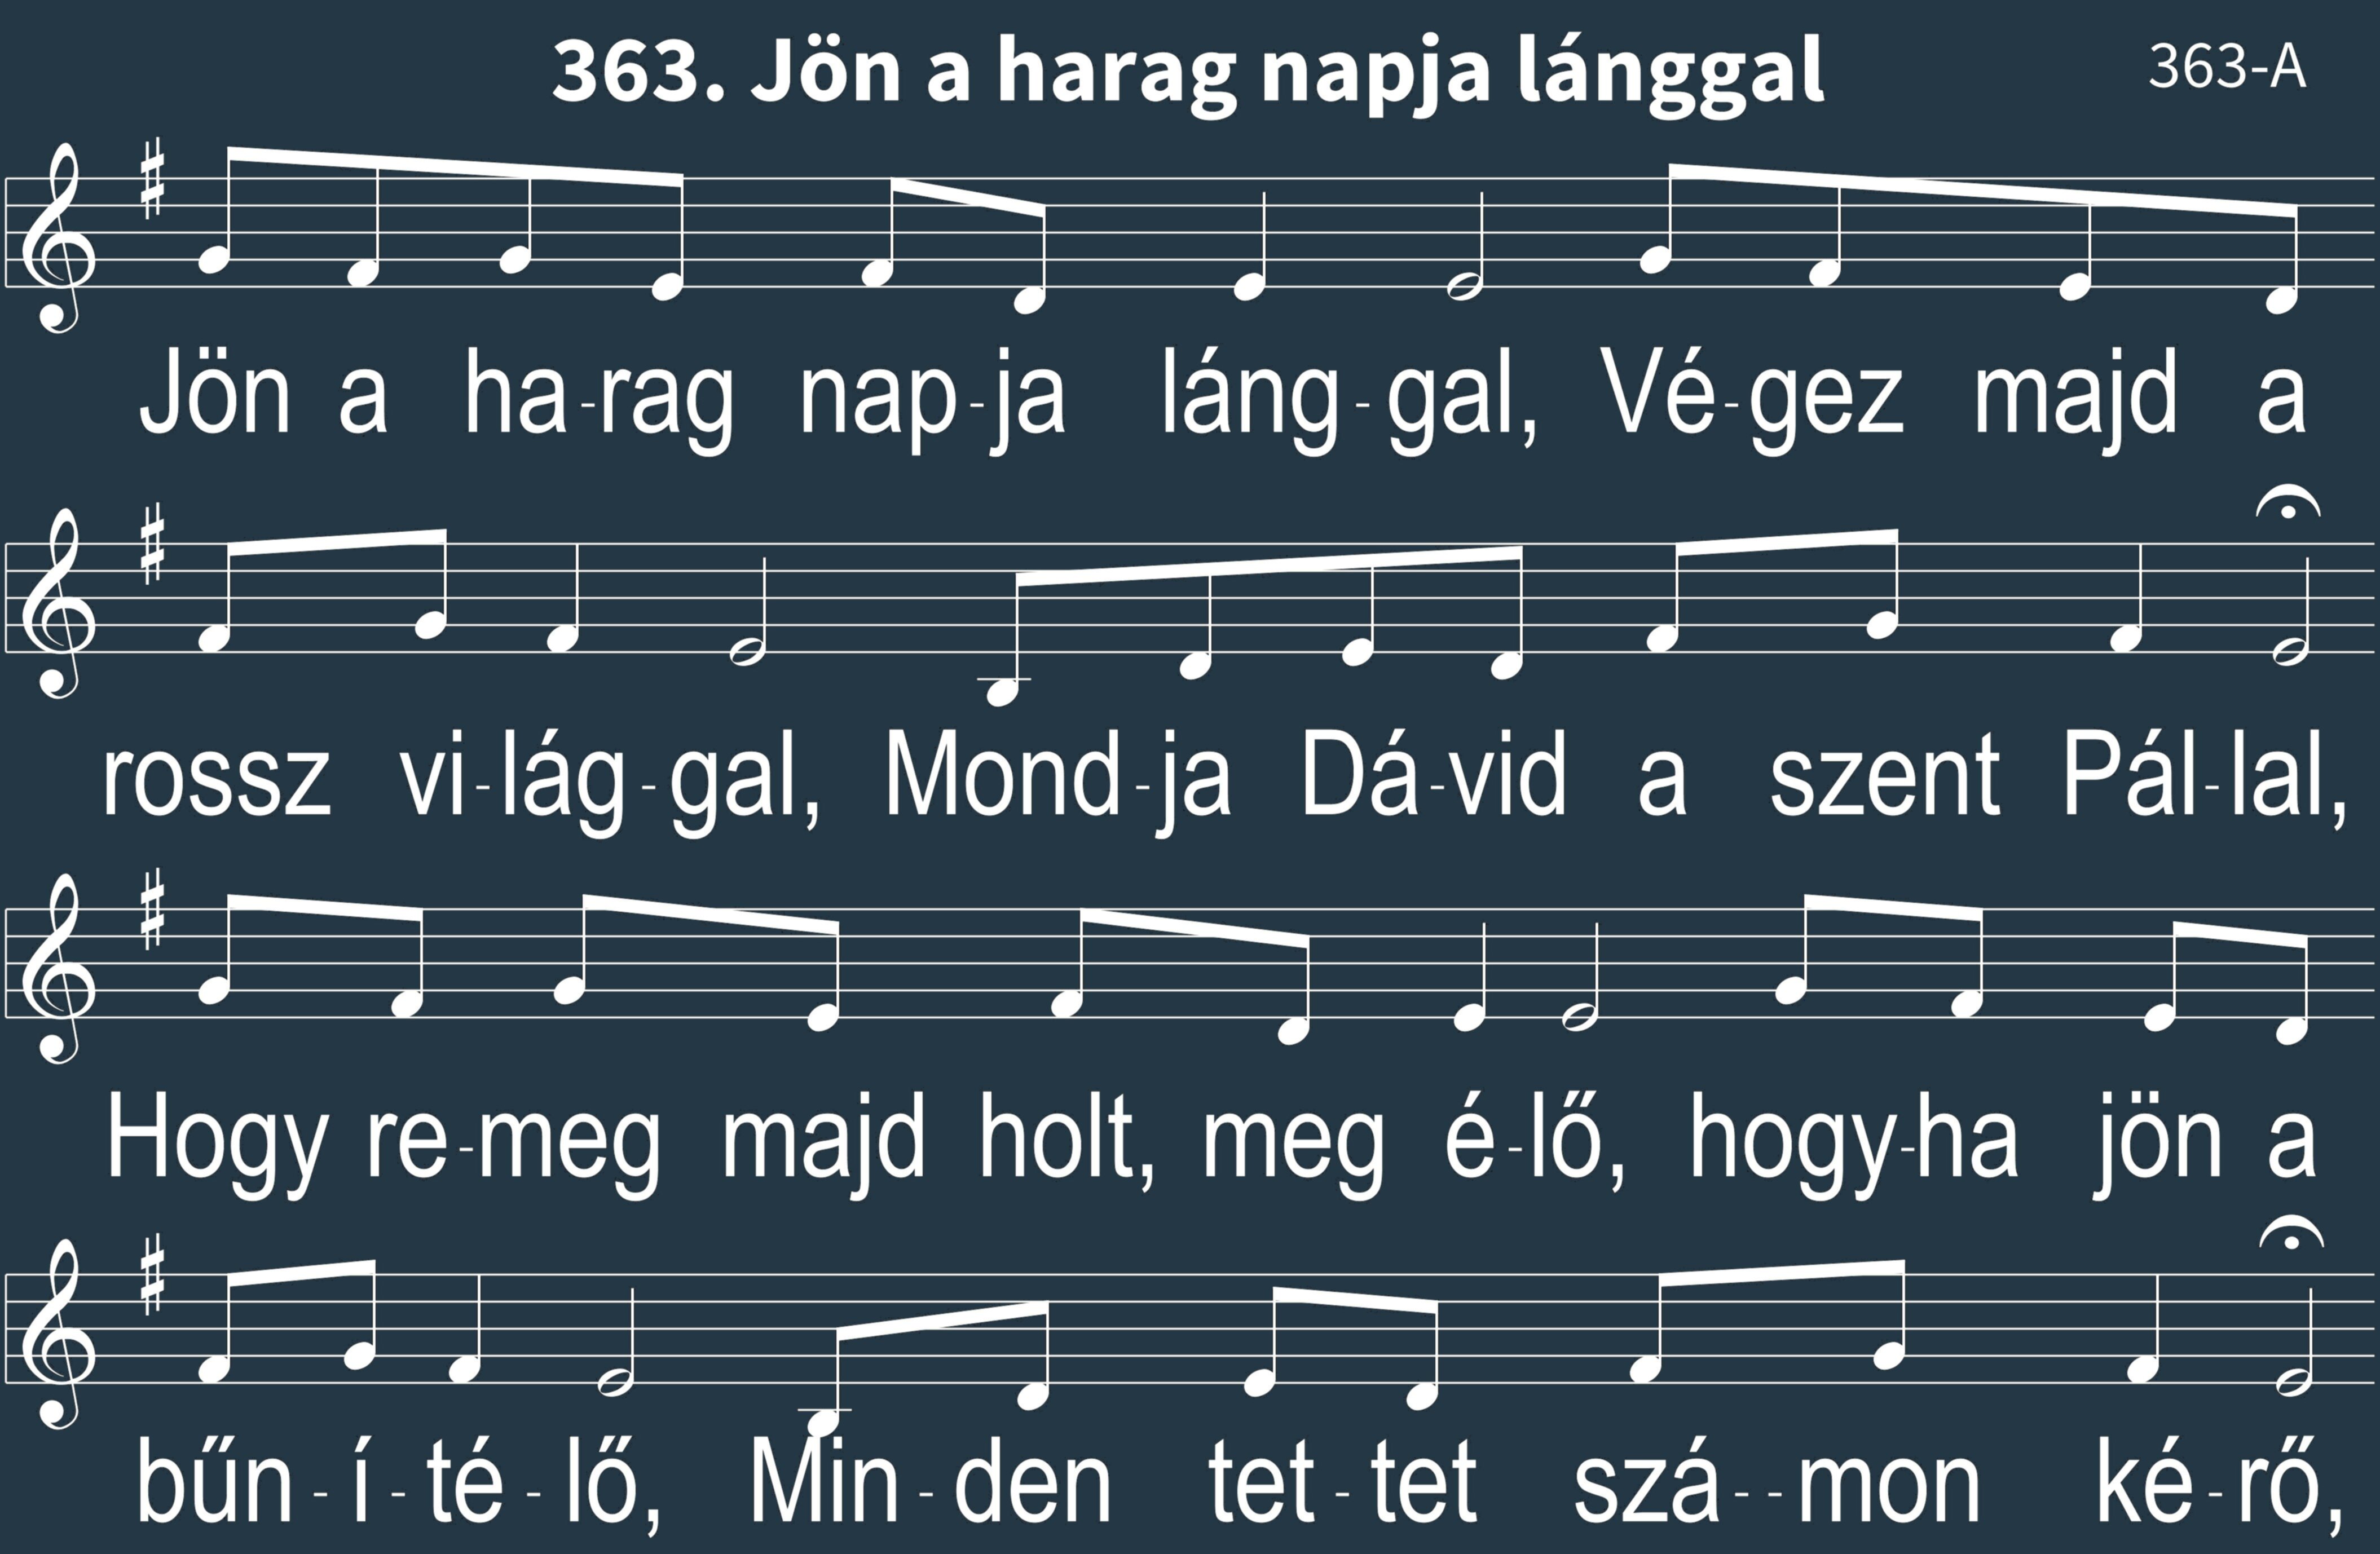 363. Jön a harag napja lánggal
363-A
Jön a ha-rag nap-ja láng-gal, Vé-gez majd a
rossz vi-lág-gal, Mond-ja Dá-vid a szent Pál-lal,
Hogy re-meg majd holt, meg é-lő, hogy-ha jön a
bűn-í-té-lő, Min-den tet-tet szá--mon ké-rő,